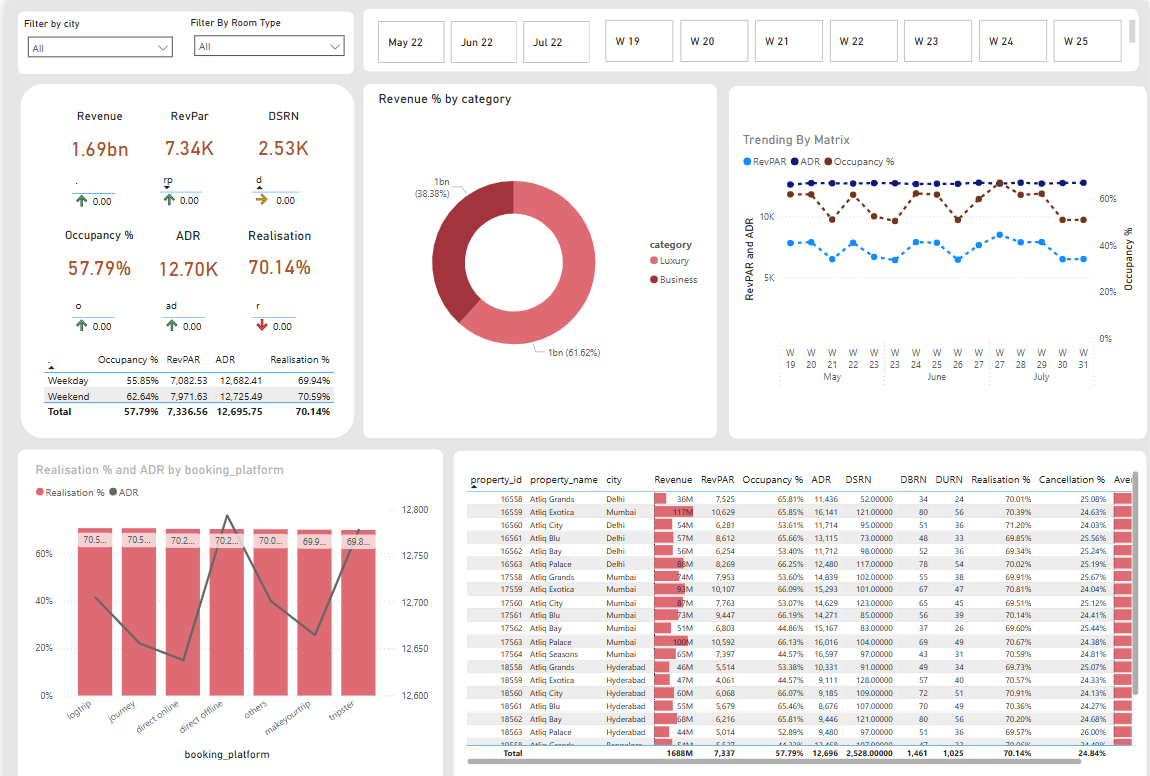 Filter by city
All
Filter By Room Type
All
May 22 Jun 22 Jul 22 W 19 W 20 W 21 W 22 W 23 W 24 W 25
Revenue RevPar DSRN
1.69bn 7.34K 2.53K
. rp d
0.00 0.00 0.00
Occupancy % ADR Realisation
57.79% 12.70K 70.14%
o ad r
0.00 0.00 0.00
. Occupancy % RevPAR ADR Realisation %
Weekday 55.85% 7,082.53 12,682.41 69.94%
Weekend 62.64% 7,971.63 12,725.49 70.59%
Total 57.79% 7,336.56 12,695.75 70.14%
Revenue % by category
1bn
(38.38%)
1bn (61.62%)
category
Luxury
Business
Trending By Matrix
RevPAR ADR Occupancy %
RevPAR and ADR
10K
5K
60%
40%
20%
0%
Occupancy %
W W W W W W W W W W W W W W W
19 20 21 22 23 23 24 25 26 27 27 28 29 30 31
May June July
Realisation % and ADR by booking_platform
Realisation % ADR
60%
40%
20%
0%
70.5... 70.5... 70.2... 70.2... 70.0... 69.9... 69.8...
12,800
12,750
12,700
12,650
12,600
logtrip journey direct online direct offline others makeyourtrip tripster
booking_platform
property_id property_name city Revenue RevPAR Occupancy % ADR DSRN DBRN DURN Realisation % Cancellation % Aver
16558 Atliq Grands Delhi 36M 7,525 65.81% 11,436 52.00000 34 24 70.01% 25.08%
16559 Atliq Exotica Mumbai 117M 10,629 65.85% 16,141 121.00000 80 56 70.39% 24.63%
16560 Atliq City Delhi 54M 6,281 53.61% 11,714 95.00000 51 36 71.20% 24.03%
16561 Atliq Blu Delhi 57M 8,612 65.66% 13,115 73.00000 48 33 69.85% 25.56%
16562 Atliq Bay Delhi 56M 6,254 53.40% 11,712 98.00000 52 36 69.34% 25.24%
16563 Atliq Palace Delhi 88M 8,269 66.25% 12,480 117.00000 78 54 70.02% 25.19%
17558 Atliq Grands Mumbai 74M 7,953 53.60% 14,839 102.00000 55 38 69.91% 25.67%
17559 Atliq Exotica Mumbai 93M 10,107 66.09% 15,293 101.00000 67 47 70.81% 24.04%
17560 Atliq City Mumbai 87M 7,763 53.07% 14,629 123.00000 65 45 69.51% 25.12%
17561 Atliq Blu Mumbai 73M 9,447 66.19% 14,271 85.00000 56 39 70.14% 24.41%
17562 Atliq Bay Mumbai 51M 6,803 44.86% 15,167 83.00000 37 26 69.60% 25.44%
17563 Atliq Palace Mumbai 100M 10,592 66.13% 16,016 104.00000 69 49 70.67% 24.38%
17564 Atliq Seasons Mumbai 65M 7,397 44.57% 16,597 97.00000 43 31 70.59% 24.81%
18558 Atliq Grands Hyderabad 46M 5,514 53.38% 10,331 91.00000 49 34 69.73% 25.07%
18559 Atliq Exotica Hyderabad 47M 4,061 44.57% 9,111 128.00000 57 40 70.57% 24.33%
18560 Atliq City Hyderabad 60M 6,068 66.07% 9,185 109.00000 72 51 70.91% 24.13%
18561 Atliq Blu Hyderabad 55M 5,679 65.46% 8,676 107.00000 70 49 70.36% 24.27%
18562 Atliq Bay Hyderabad 68M 6,216 65.81% 9,446 121.00000 80 56 70.20% 24.68%
18563 Atliq Palace Hyderabad 44M 5,014 52.89% 9,480 97.00000 51 36 69.57% 26.00%
Total 1688M 7,337 57.79% 12,696 2,528.00000 1,461 1,025 70.14% 24.84%